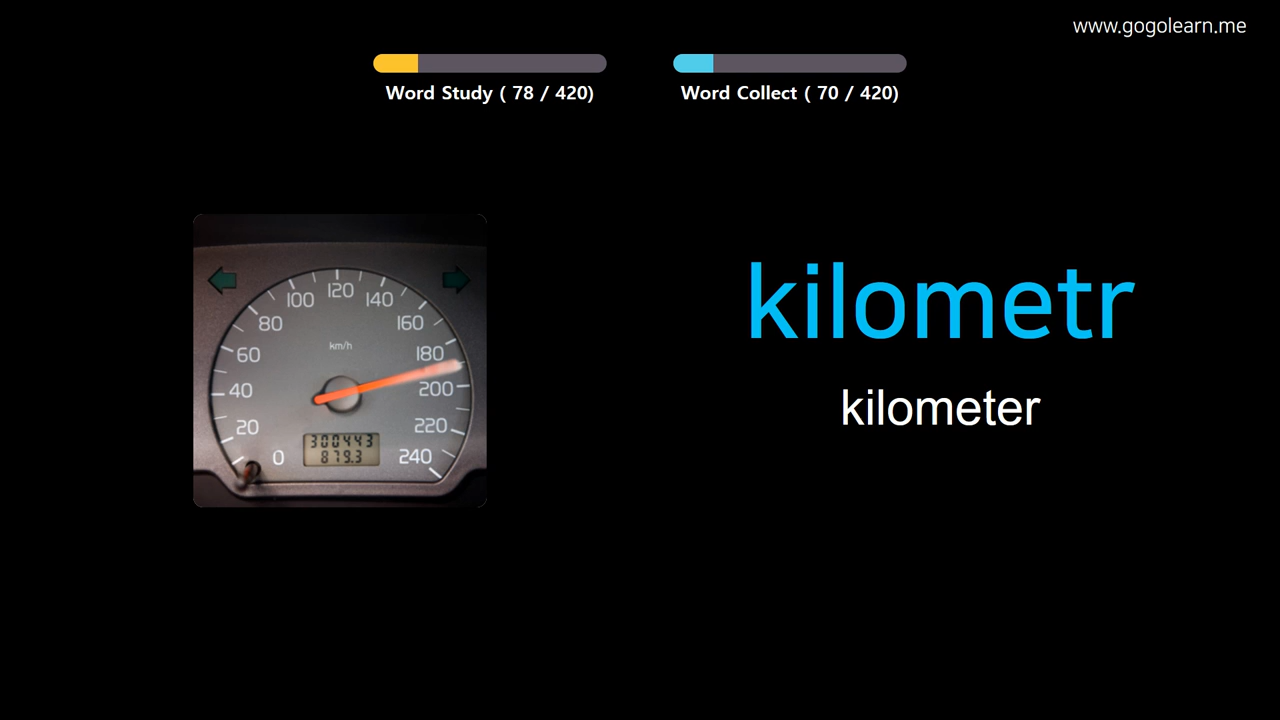 www.gogolearn.me
Word Study ( 78 / 420)
Word Collect ( 70 / 420)
kilometr
kilometer
120
100
140
80
160
km/h
60
180
40
200
20
220
0
240
300443
879.3